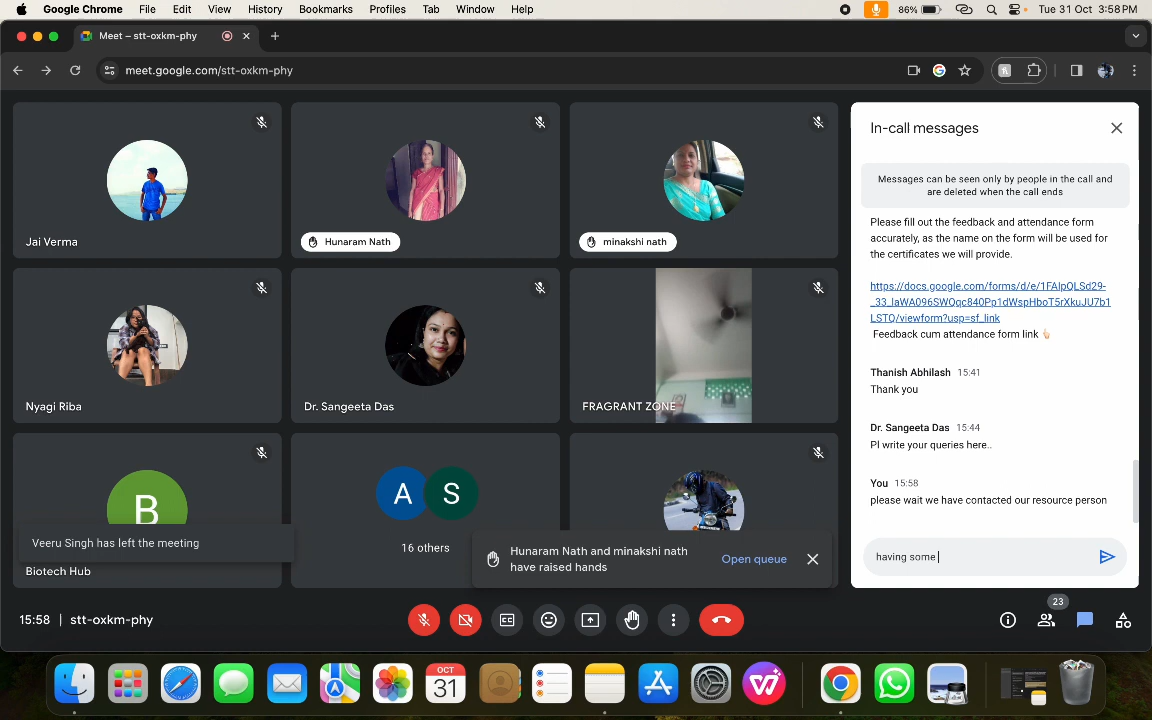 Google Chrome File Edit View History Bookmarks Profiles Tab Window Help 86% Tue 31 Oct 3:58 PM
Meet – stt-oxkm-phy
meet.google.com/stt-oxkm-phy
Jai Verma
Hunaram Nath
minakshi nath
Nyagi Riba
Dr. Sangeeta Das
FRAGRANT ZONE
B
Biotech Hub
A S
16 others
Veeru Singh has left the meeting
Hunaram Nath and minakshi nath
have raised hands
Open queue
In-call messages
Messages can be seen only by people in the call and
are deleted when the call ends
Please fill out the feedback and attendance form
accurately, as the name on the form will be used for
the certificates we will provide.
https://docs.google.com/forms/d/e/1FAIpQLSd29-
_33_IaWA096SWQqc840Pp1dWspHboT5rXkuJU7b1
LSTQ/viewform?usp=sf_link
Feedback cum attendance form link 👆🏻
Thanish Abhilash 15:41
Thank you
Dr. Sangeeta Das 15:44
Pl write your queries here..
You 15:58
please wait we have contacted our resource person
having some
15:58 | stt-oxkm-phy
23
OCT
31